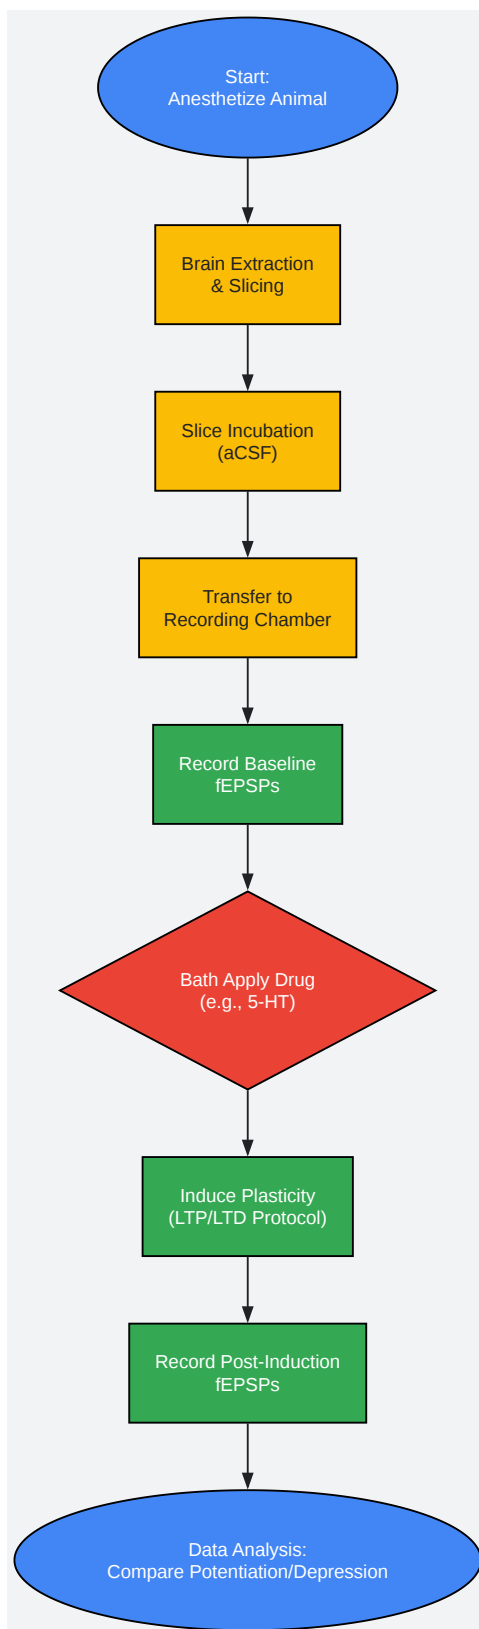 Start:
Anesthetize Animal
Brain Extraction
& Slicing
Slice Incubation
(aCSF)
Transfer to
Recording Chamber
Record Baseline
fEPSPs
Bath Apply Drug
(e.g., 5-HT)
Induce Plasticity
(LTP/LTD Protocol)
Record Post-Induction
fEPSPs
Data Analysis:
Compare Potentiation/Depression